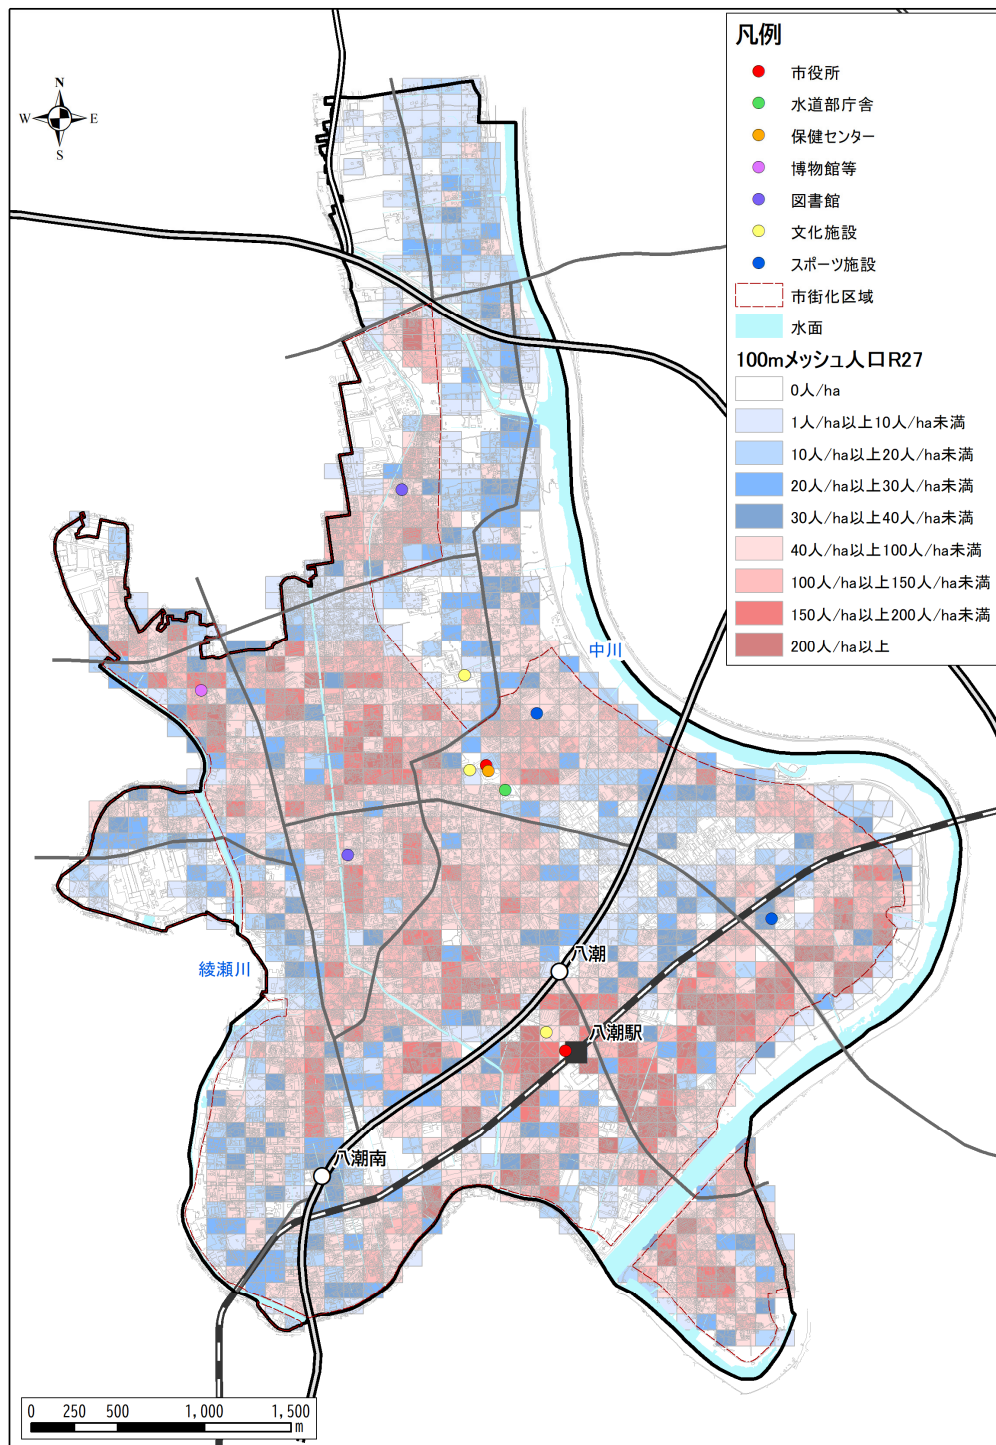 凡例
市役所
水道部庁舎
保健センター
博物館等
図書館
文化施設
スポーツ施設
市街化区域
水面
100mメッシュ人口R27
0人/ha
1人/ha以上10人/ha未満
10人/ha以上20人/ha未満
20人/ha以上30人/ha未満
30人/ha以上40人/ha未満
40人/ha以上100人/ha未満
100人/ha以上150人/ha未満
150人/ha以上200人/ha未満
200人/ha以上
N
W E
S
中川
綾瀬川
八潮
八潮駅
八潮南
0 250 500 1,000 1,500
m